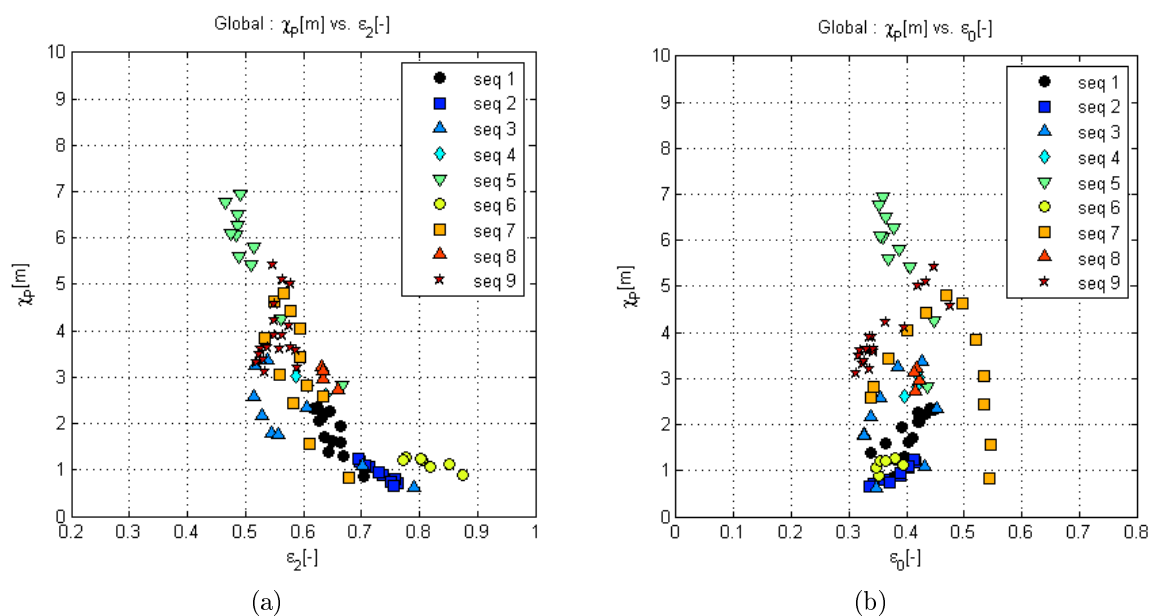 Global : χP[m] vs. ε2[-]
10
9
8
7
6
5
4
3
2
1
0
χP[m]
0.2 0.3 0.4 0.5 0.6 0.7 0.8 0.9 1
ε2[-]
seq 1
seq 2
seq 3
seq 4
seq 5
seq 6
seq 7
seq 8
seq 9
(a)
Global : χP[m] vs. ε0[-]
10
9
8
7
6
5
4
3
2
1
0
χP[m]
0 0.1 0.2 0.3 0.4 0.5 0.6 0.7 0.8
ε0[-]
seq 1
seq 2
seq 3
seq 4
seq 5
seq 6
seq 7
seq 8
seq 9
(b)